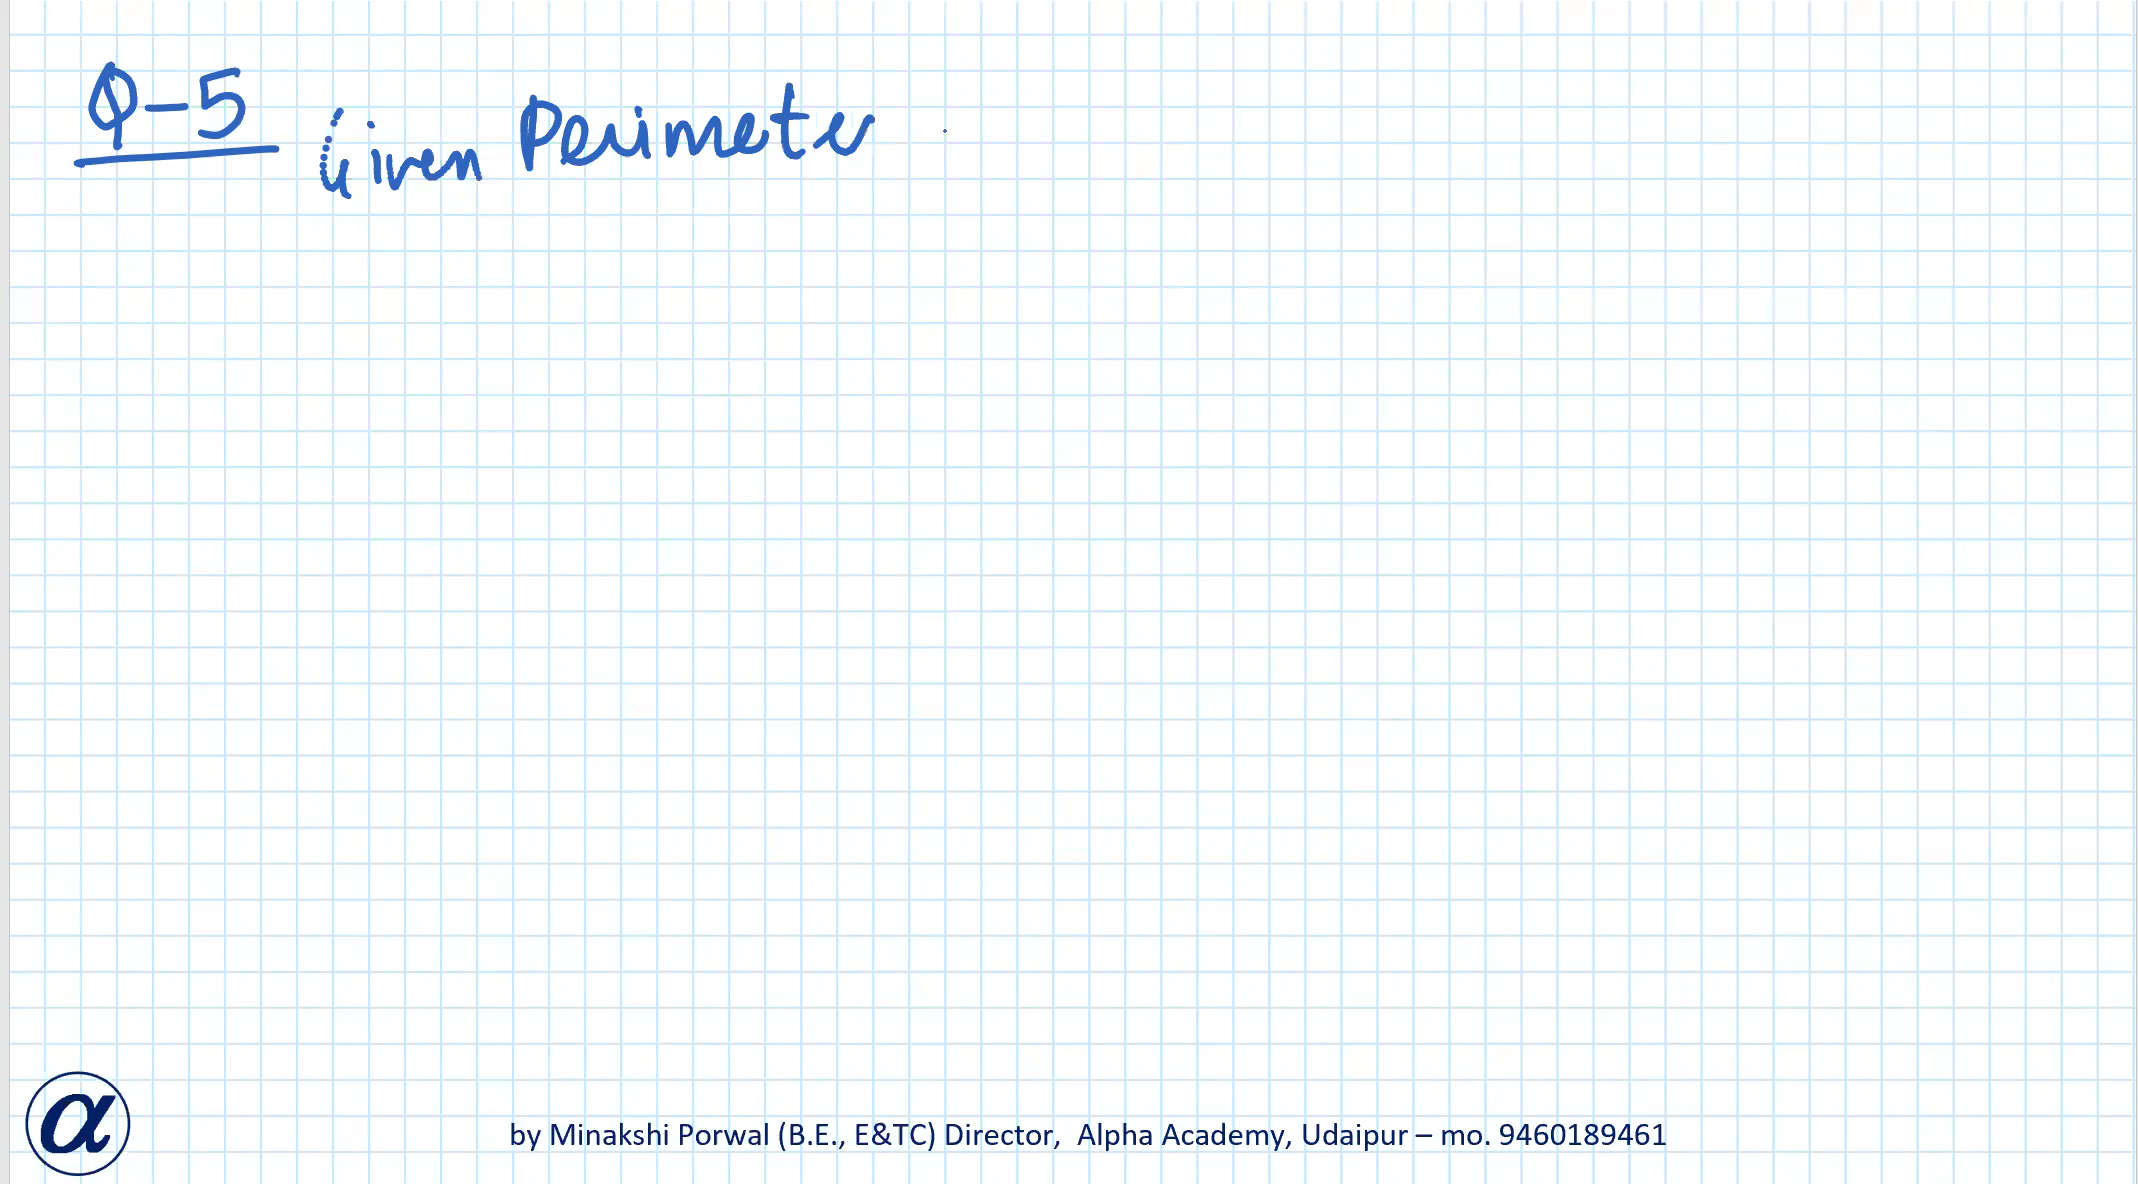 Q-5
Given Perimeter
α
by Minakshi Porwal (B.E., E&TC) Director, Alpha Academy, Udaipur – mo. 9460189461